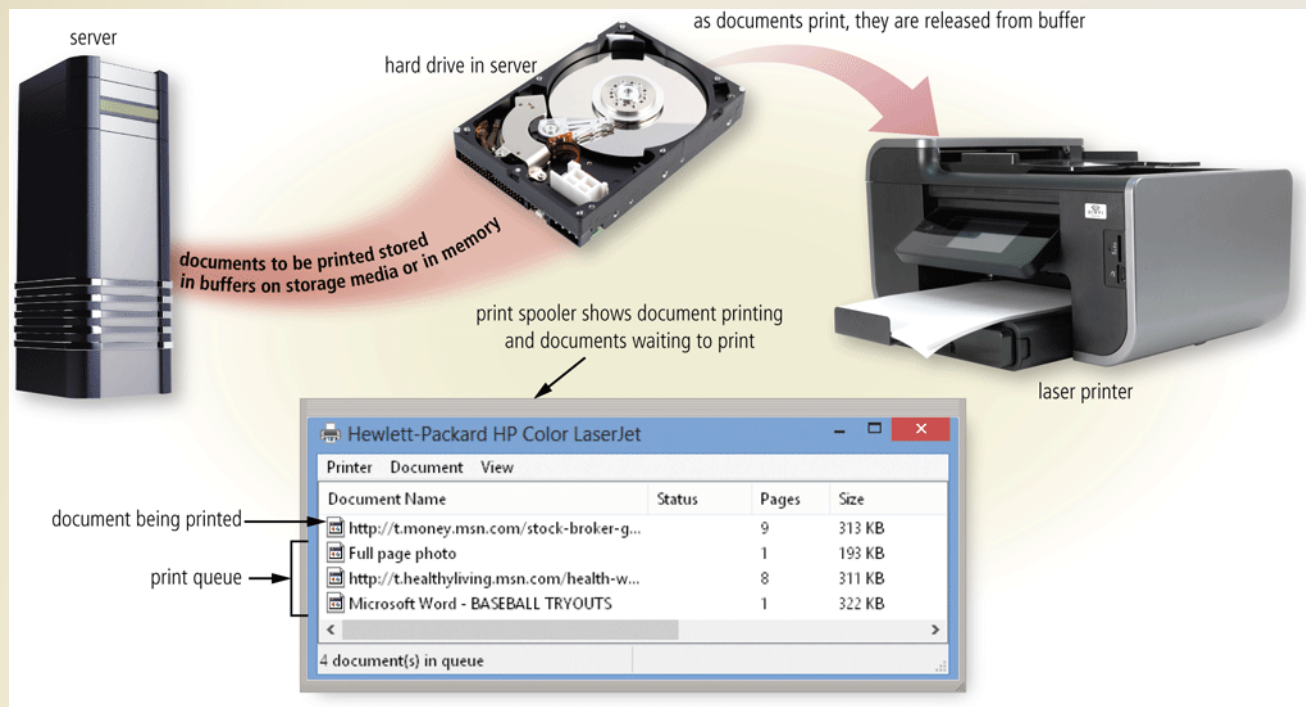 server
hard drive in server
as documents print, they are released from buffer
documents to be printed stored
in buffers on storage media or in memory
print spooler shows document printing
and documents waiting to print
laser printer
Hewlett-Packard HP Color LaserJet
Printer Document View
Document Name Status Pages Size
document being printed
http://t.money.msn.com/stock-broker-g... 9 313 KB
print queue
Full page photo 1 193 KB
http://t.healthyliving.msn.com/health-w... 8 311 KB
Microsoft Word - BASEBALL TRYOUTS 1 322 KB
4 document(s) in queue